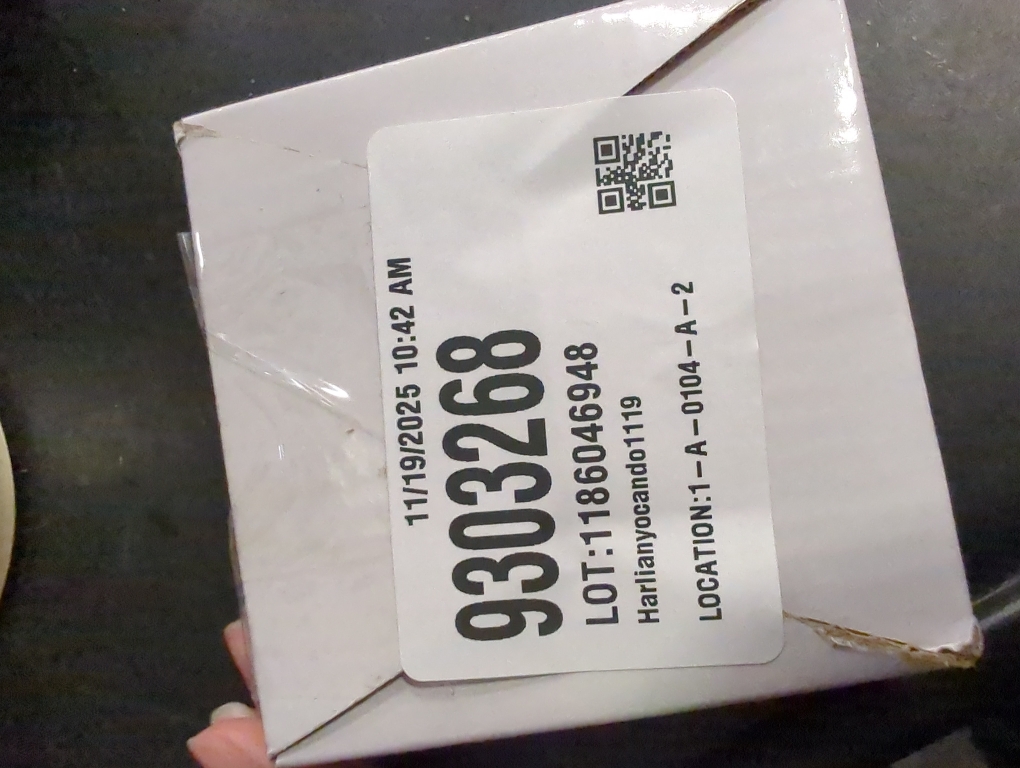 11/19/2025 10:42 AM
9303268
LOT:1186046948
Harlianyocando1119
LOCATION:1-A-0104-A-2